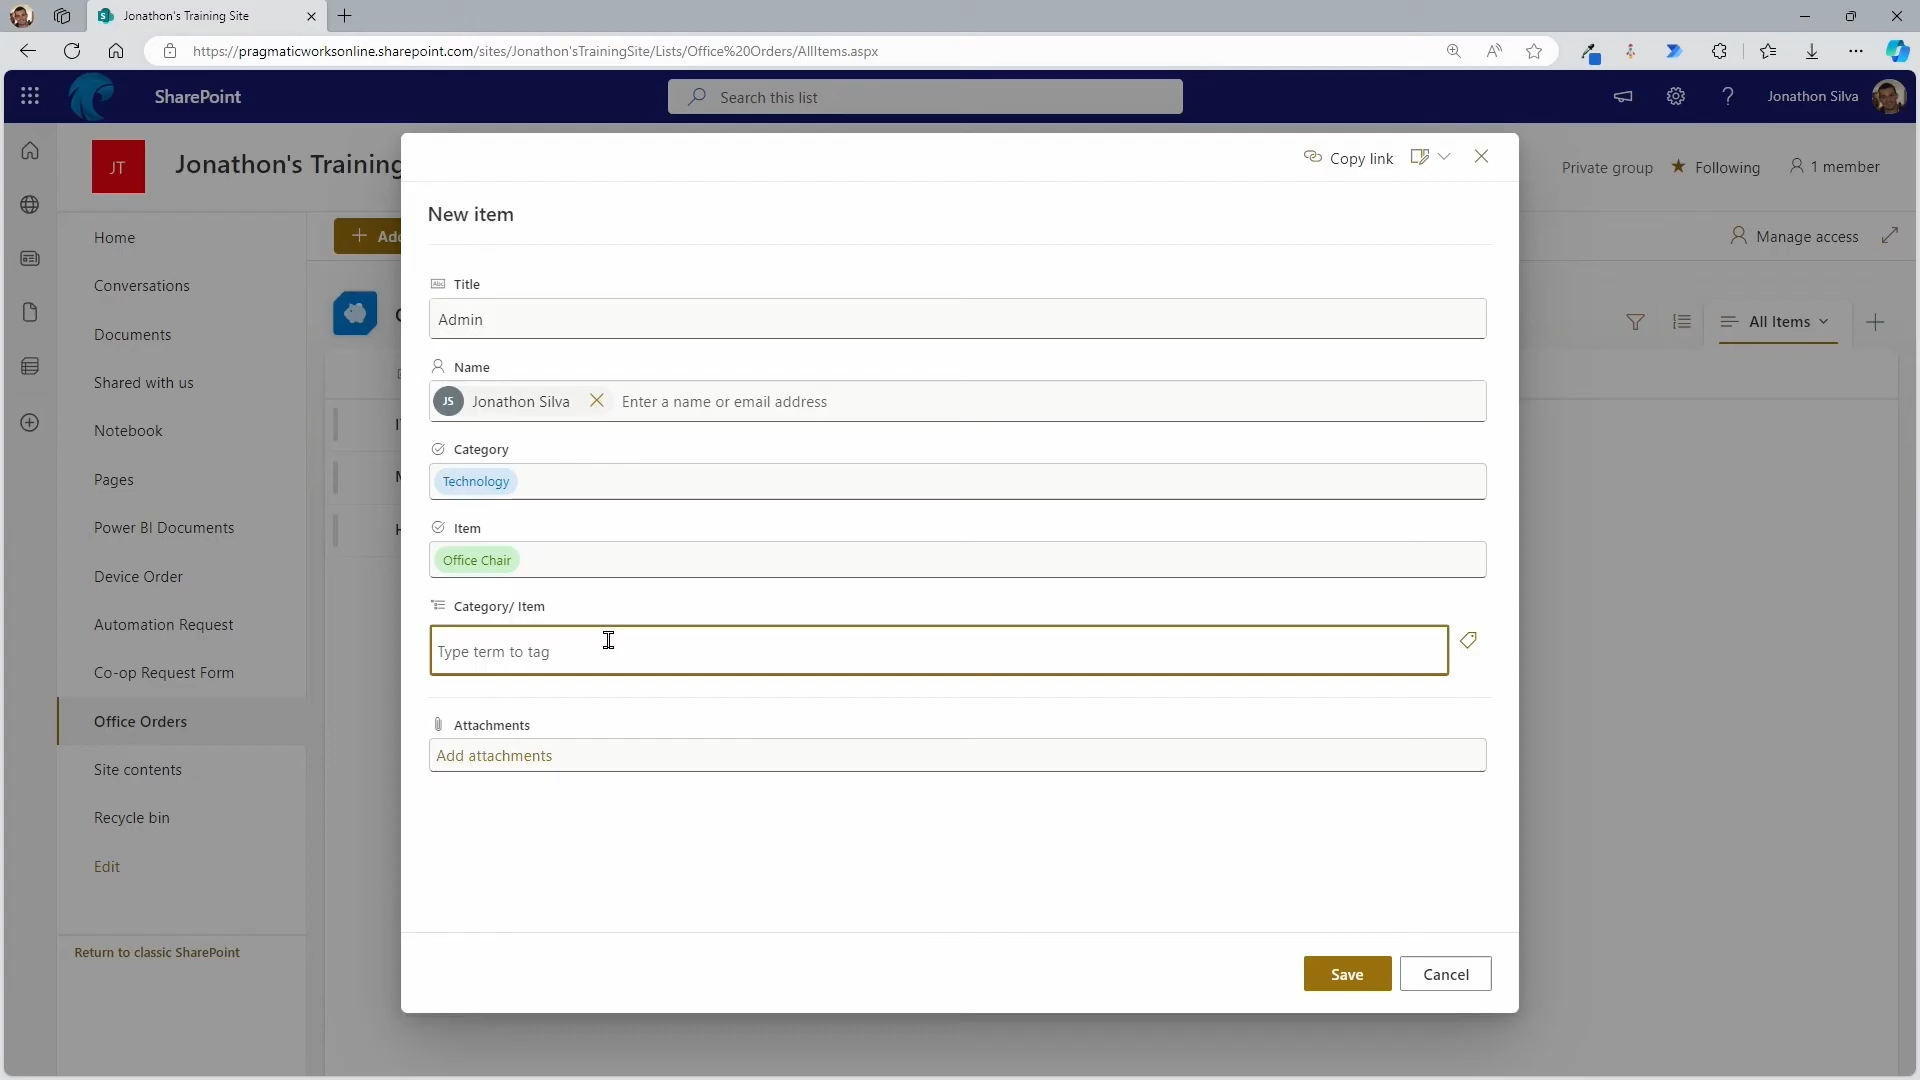 Jonathon's Training Site
https://pragmaticworksonline.sharepoint.com/sites/Jonathon'sTrainingSite/Lists/Office%20Orders/AllItems.aspx
SharePoint
Search this list
Jonathon Silva
JT
Jonathon's Training
Private group
Following
1 member
Copy link
Home
Conversations
Documents
Shared with us
Notebook
Pages
Power BI Documents
Device Order
Automation Request
Co-op Request Form
Office Orders
Site contents
Recycle bin
Edit
Return to classic SharePoint
Manage access
All Items
New item
Title
Admin
Name
JS
Jonathon Silva
Enter a name or email address
Category
Technology
Item
Office Chair
Category/ Item
Type term to tag
Attachments
Add attachments
Save
Cancel